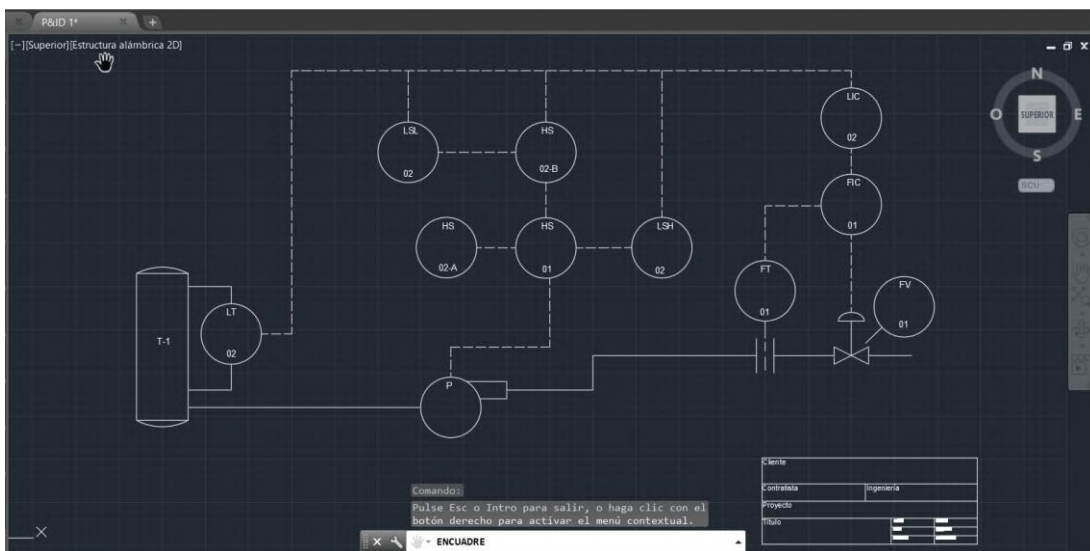 P&ID 1*
[−][Superior][Estructura alámbrica 2D]
N
O
SUPERIOR
E
S
SCU
LSL
02
HS
02-B
LIC
02
FIC
01
HS
02-A
HS
01
LSH
02
FT
01
FV
01
T-1
LT
02
P
Cliente
Contratista
Ingeniería
Proyecto
Título
Comando:
Pulse Esc o Intro para salir, o haga clic con el
botón derecho para activar el menú contextual.
ENCUADRE
X